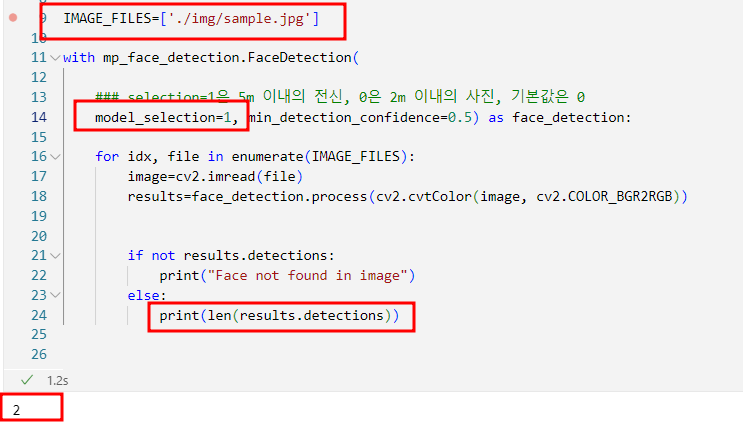 9 IMAGE_FILES=['./img/sample.jpg']
10
11 with mp_face_detection.FaceDetection(
12
13 ### selection=1은 5m 이내의 전신, 0은 2m 이내의 사진, 기본값은 0
14 model_selection=1, min_detection_confidence=0.5) as face_detection:
15
16 for idx, file in enumerate(IMAGE_FILES):
17 image=cv2.imread(file)
18 results=face_detection.process(cv2.cvtColor(image, cv2.COLOR_BGR2RGB))
19
20
21 if not results.detections:
22 print("Face not found in image")
23 else:
24 print(len(results.detections))
25
26
1.2s
2